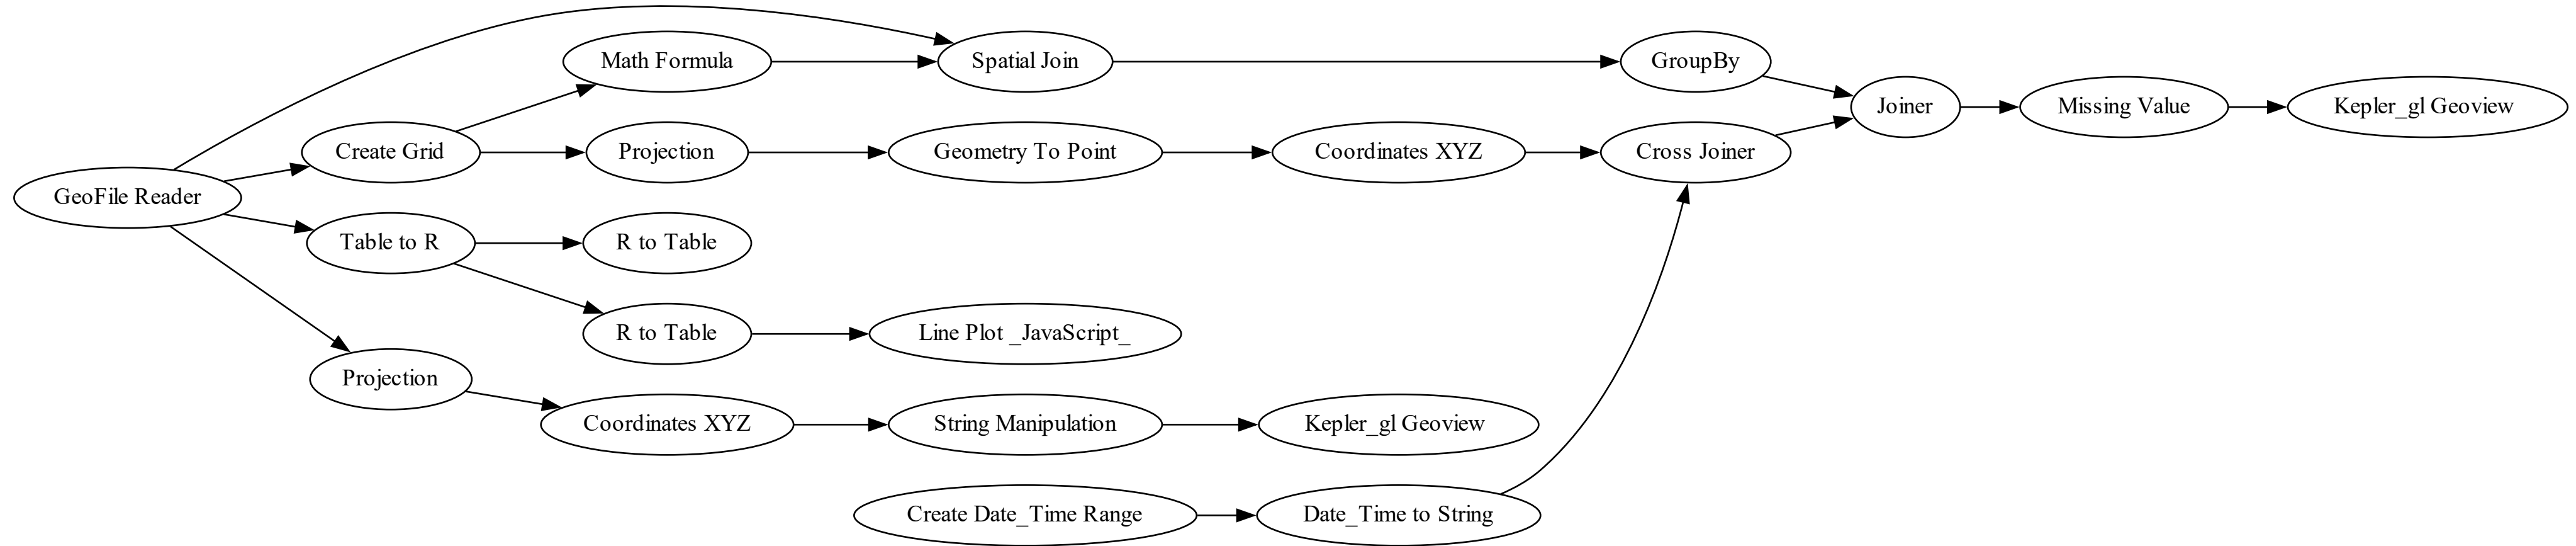 Math Formula
Spatial Join
GroupBy
Joiner
Missing Value
Kepler_gl Geoview
Create Grid
Projection
Geometry To Point
Coordinates XYZ
Cross Joiner
GeoFile Reader
Table to R
R to Table
R to Table
Line Plot _JavaScript_
Projection
Coordinates XYZ
String Manipulation
Kepler_gl Geoview
Create Date_Time Range
Date_Time to String